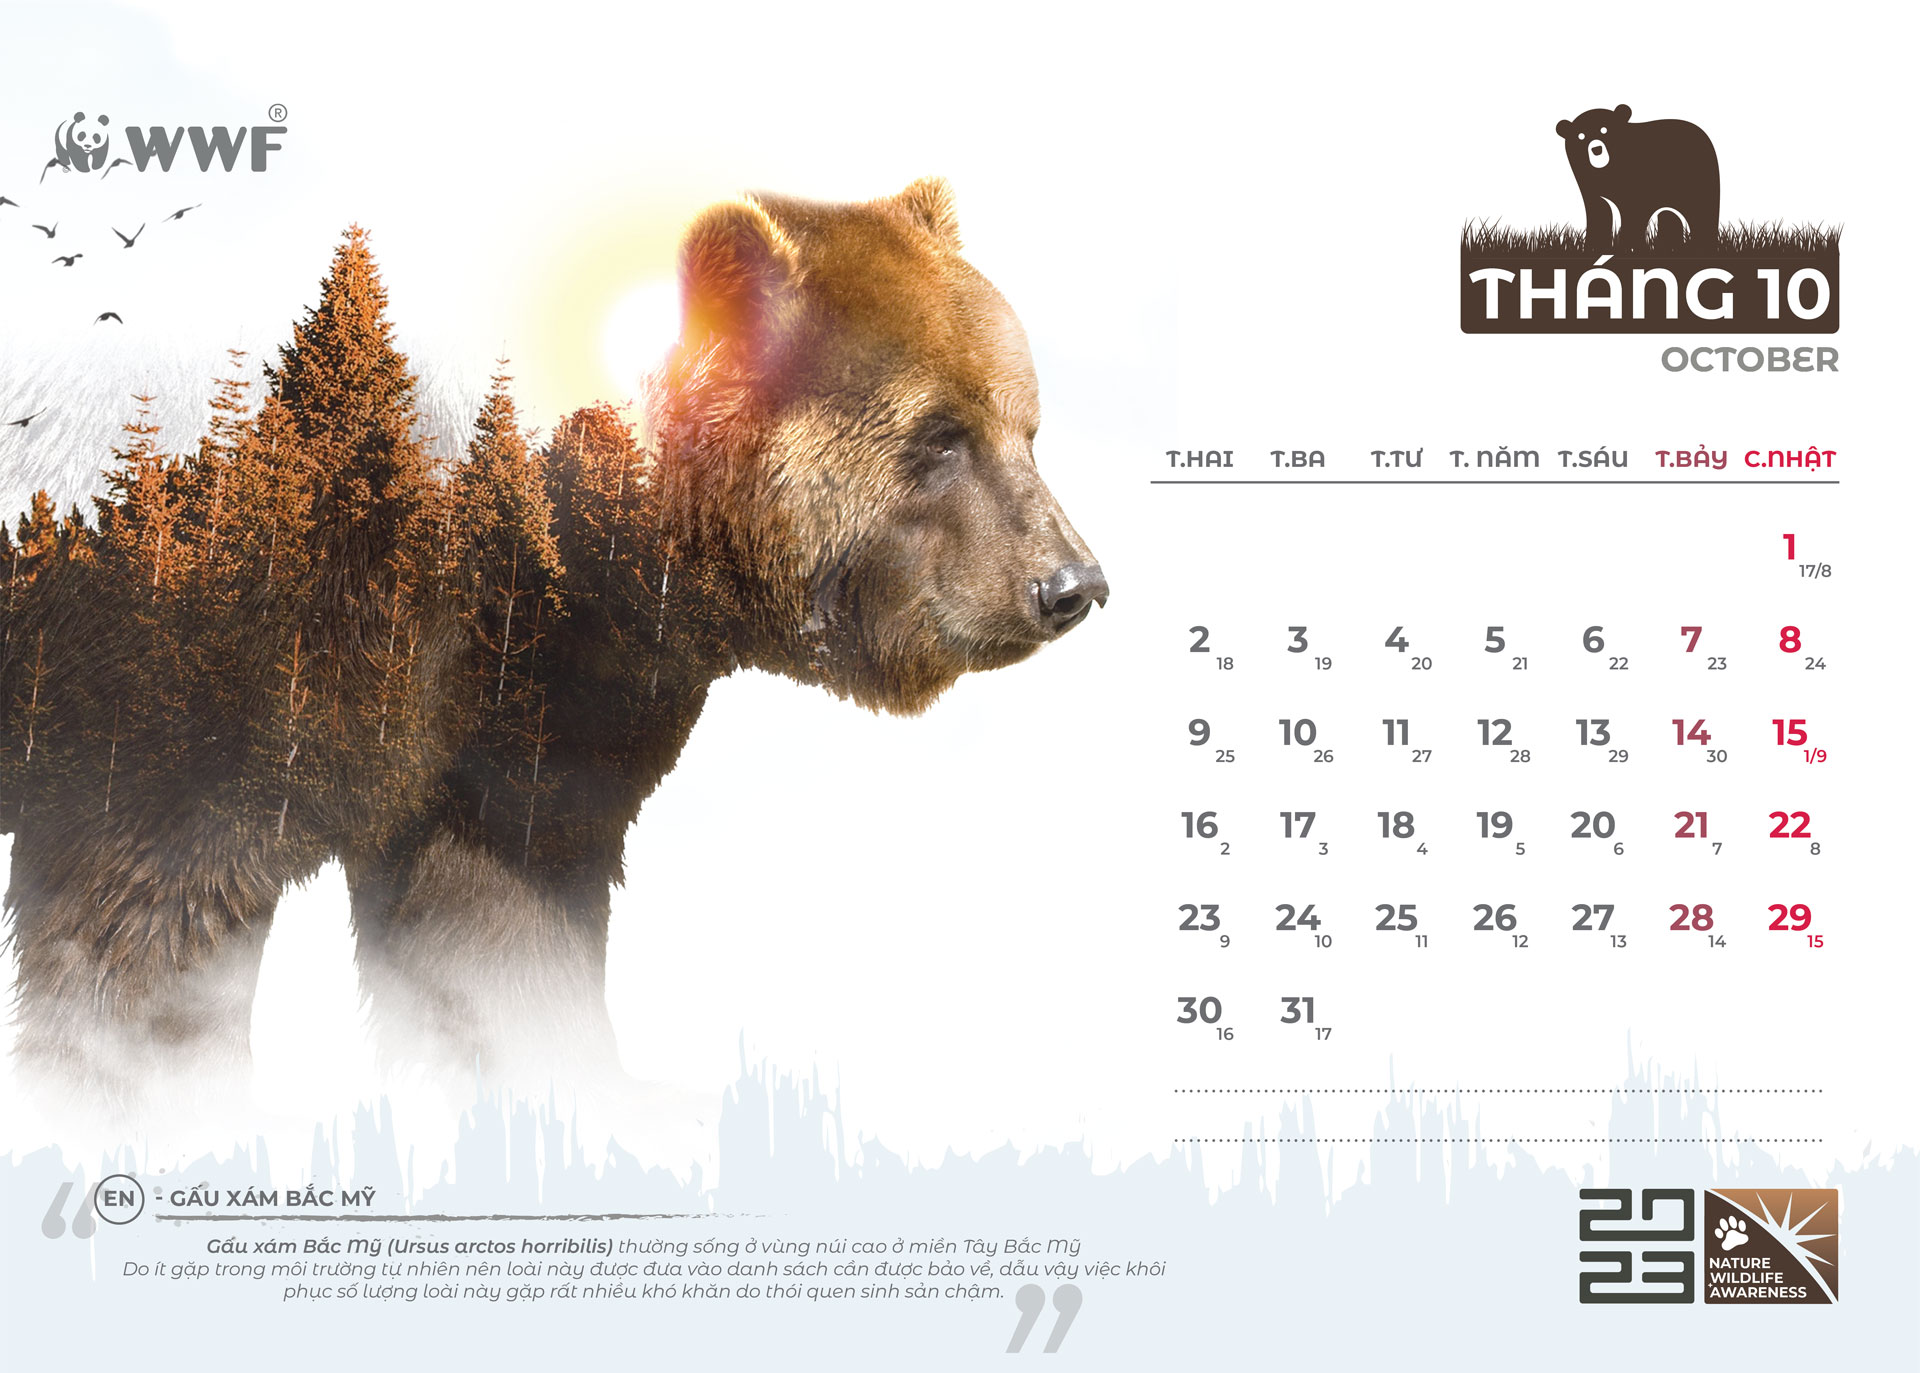 WWF®
THÁNG 10
OCTOBER
T.HAI T.BA T.TƯ T. NĂM T.SÁU T.BẢY C.NHẬT
1
17/8
2 3 4 5 6 7 8
18 19 20 21 22 23 24
9 10 11 12 13 14 15
25 26 27 28 29 30 1/9
16 17 18 19 20 21 22
2 3 4 5 6 7 8
23 24 25 26 27 28 29
9 10 11 12 13 14 15
30 31
16 17
“ EN - GẤU XÁM BẮC MỸ
Gấu xám Bắc Mỹ (Ursus arctos horribilis) thường sống ở vùng núi cao ở miền Tây Bắc Mỹ
Do ít gặp trong môi trường tự nhiên nên loài này được đưa vào danh sách cần được bảo vệ, dẫu vậy việc khôi
phục số lượng loài này gặp rất nhiều khó khăn do thói quen sinh sản chậm. ”
20
23
NATURE
WILDLIFE
AWARENESS